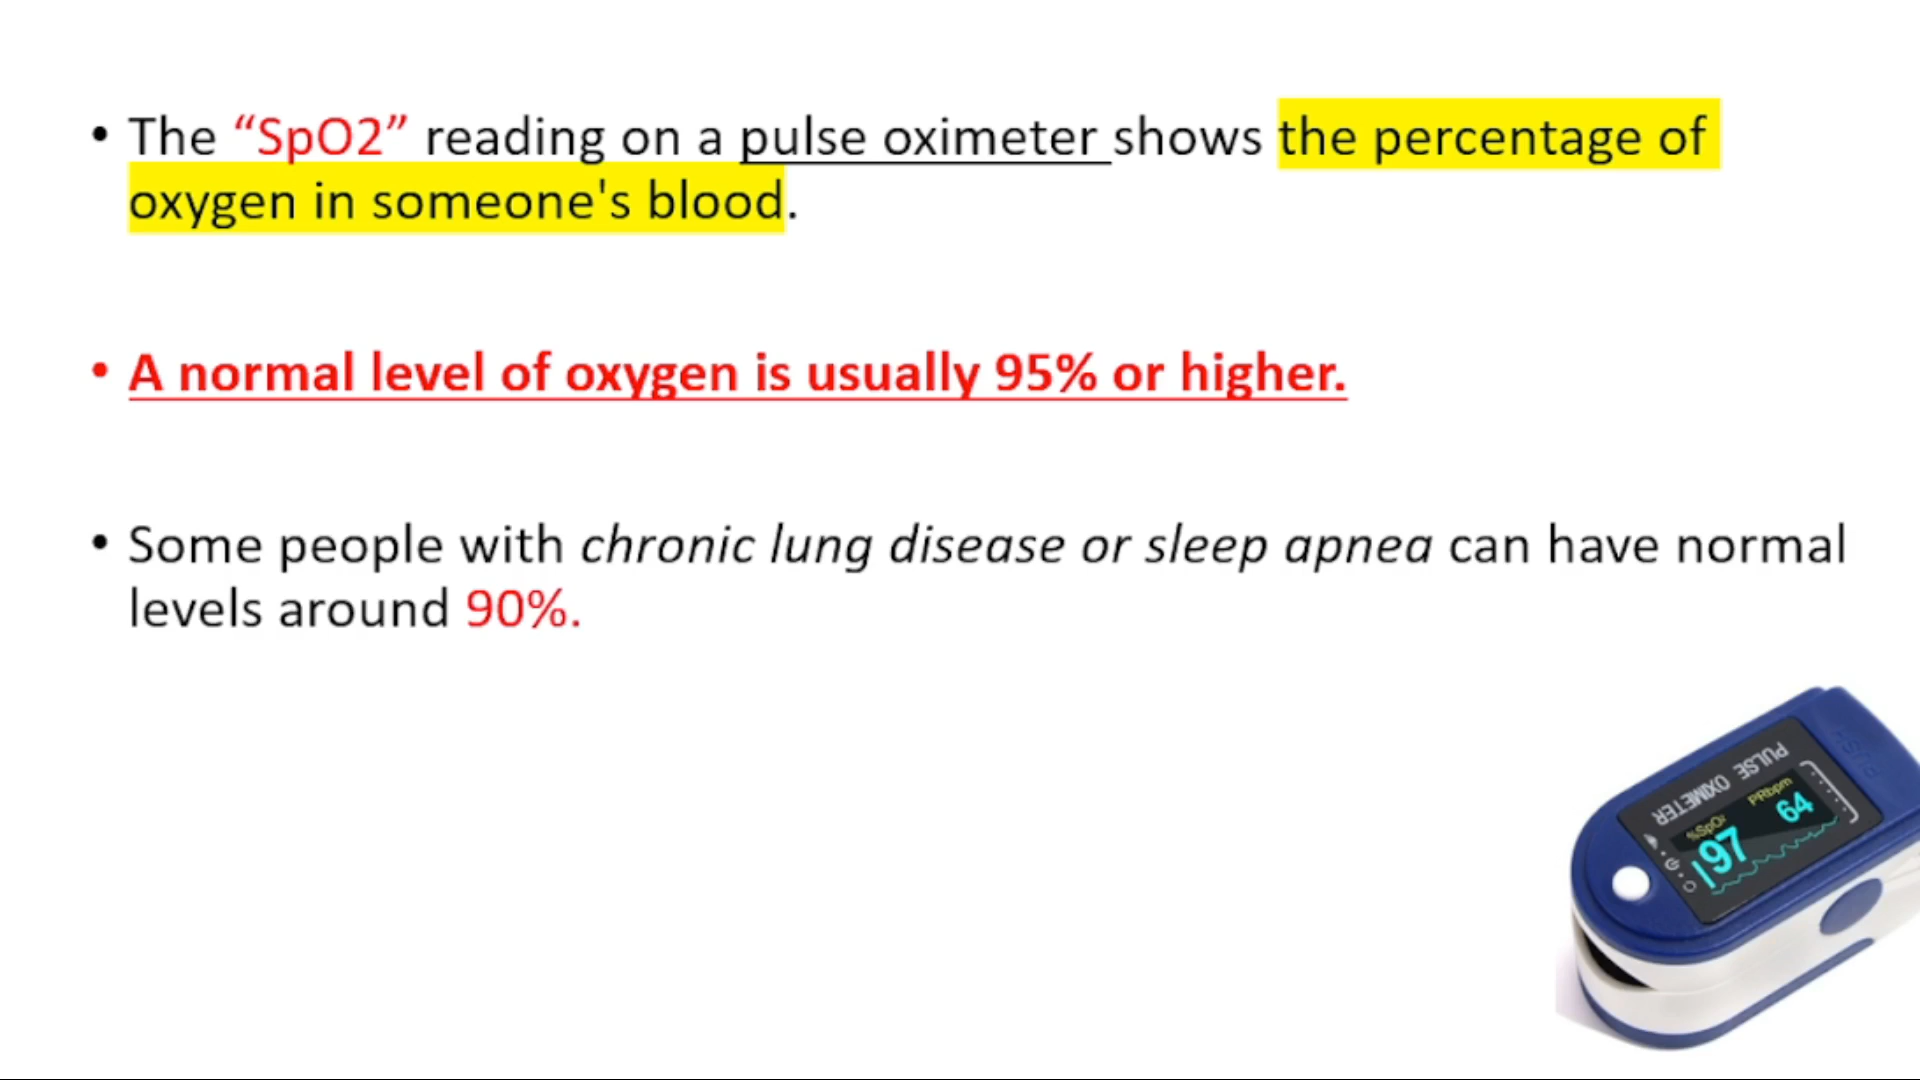 • The “SpO2” reading on a pulse oximeter shows the percentage of
oxygen in someone's blood.
• A normal level of oxygen is usually 95% or higher.
• Some people with chronic lung disease or sleep apnea can have normal
levels around 90%.
PULSE OXIMETER
%SpO2
PRbpm
97
64
PUSH